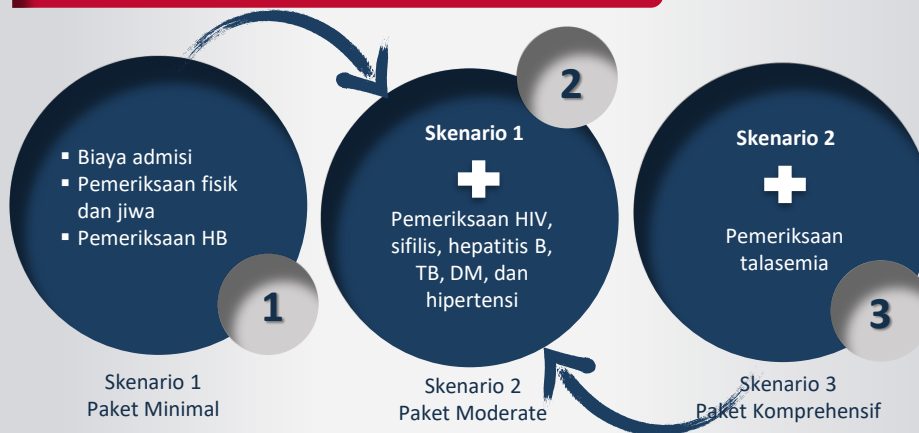 ▪ Biaya admisi
▪ Pemeriksaan fisik
dan jiwa
▪ Pemeriksaan HB
1
Skenario 1
Paket Minimal
2
Skenario 1
Pemeriksaan HIV,
sifilis, hepatitis B,
TB, DM, dan
hipertensi
Skenario 2
Paket Moderate
Skenario 2
Pemeriksaan
talasemia
3
Skenario 3
Paket Komprehensif